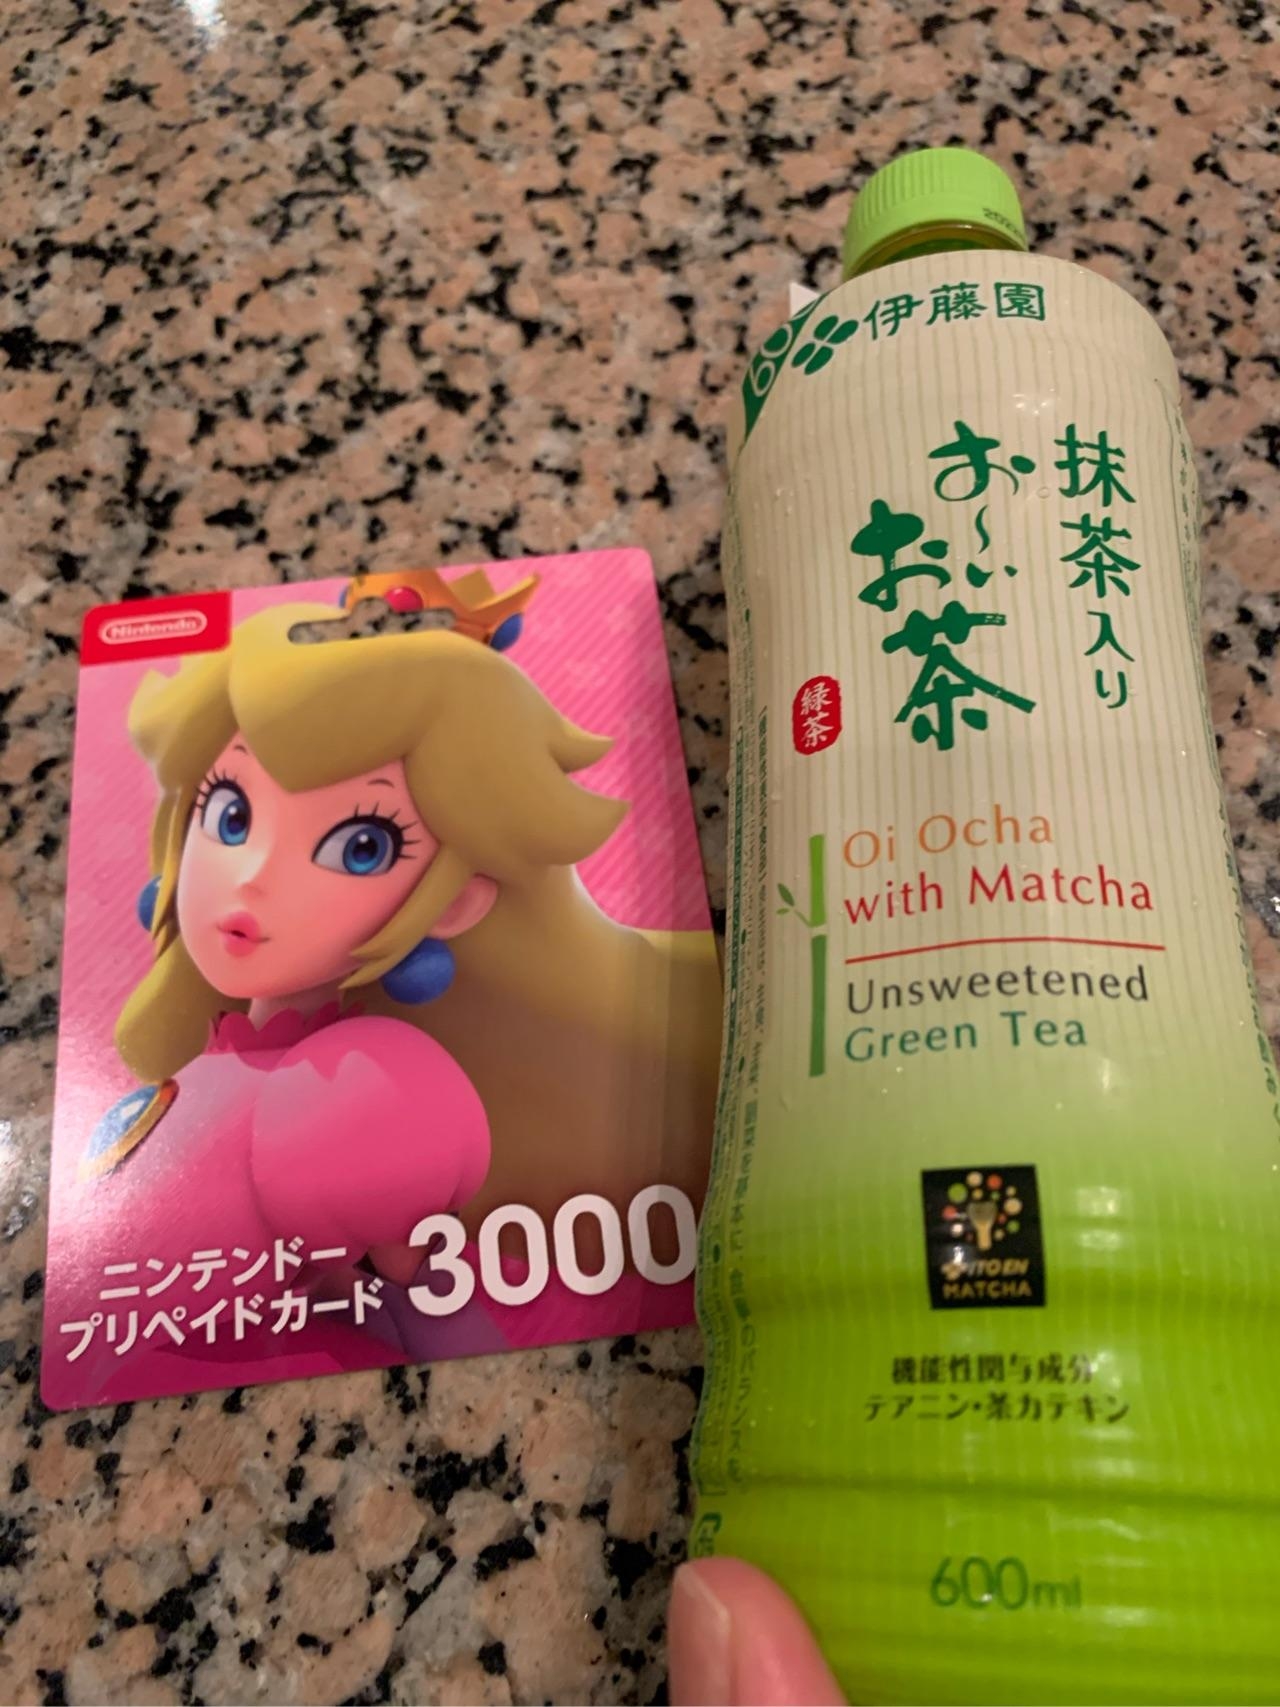 Nintendo
ニンテンドー
プリペイドカード
3000
伊藤園
抹茶入り
お～い
お茶
緑茶
Oi Ocha
with Matcha
Unsweetened
Green Tea
ITO EN
MATCHA
機能性関与成分
テアニン・茶カテキン
600ml